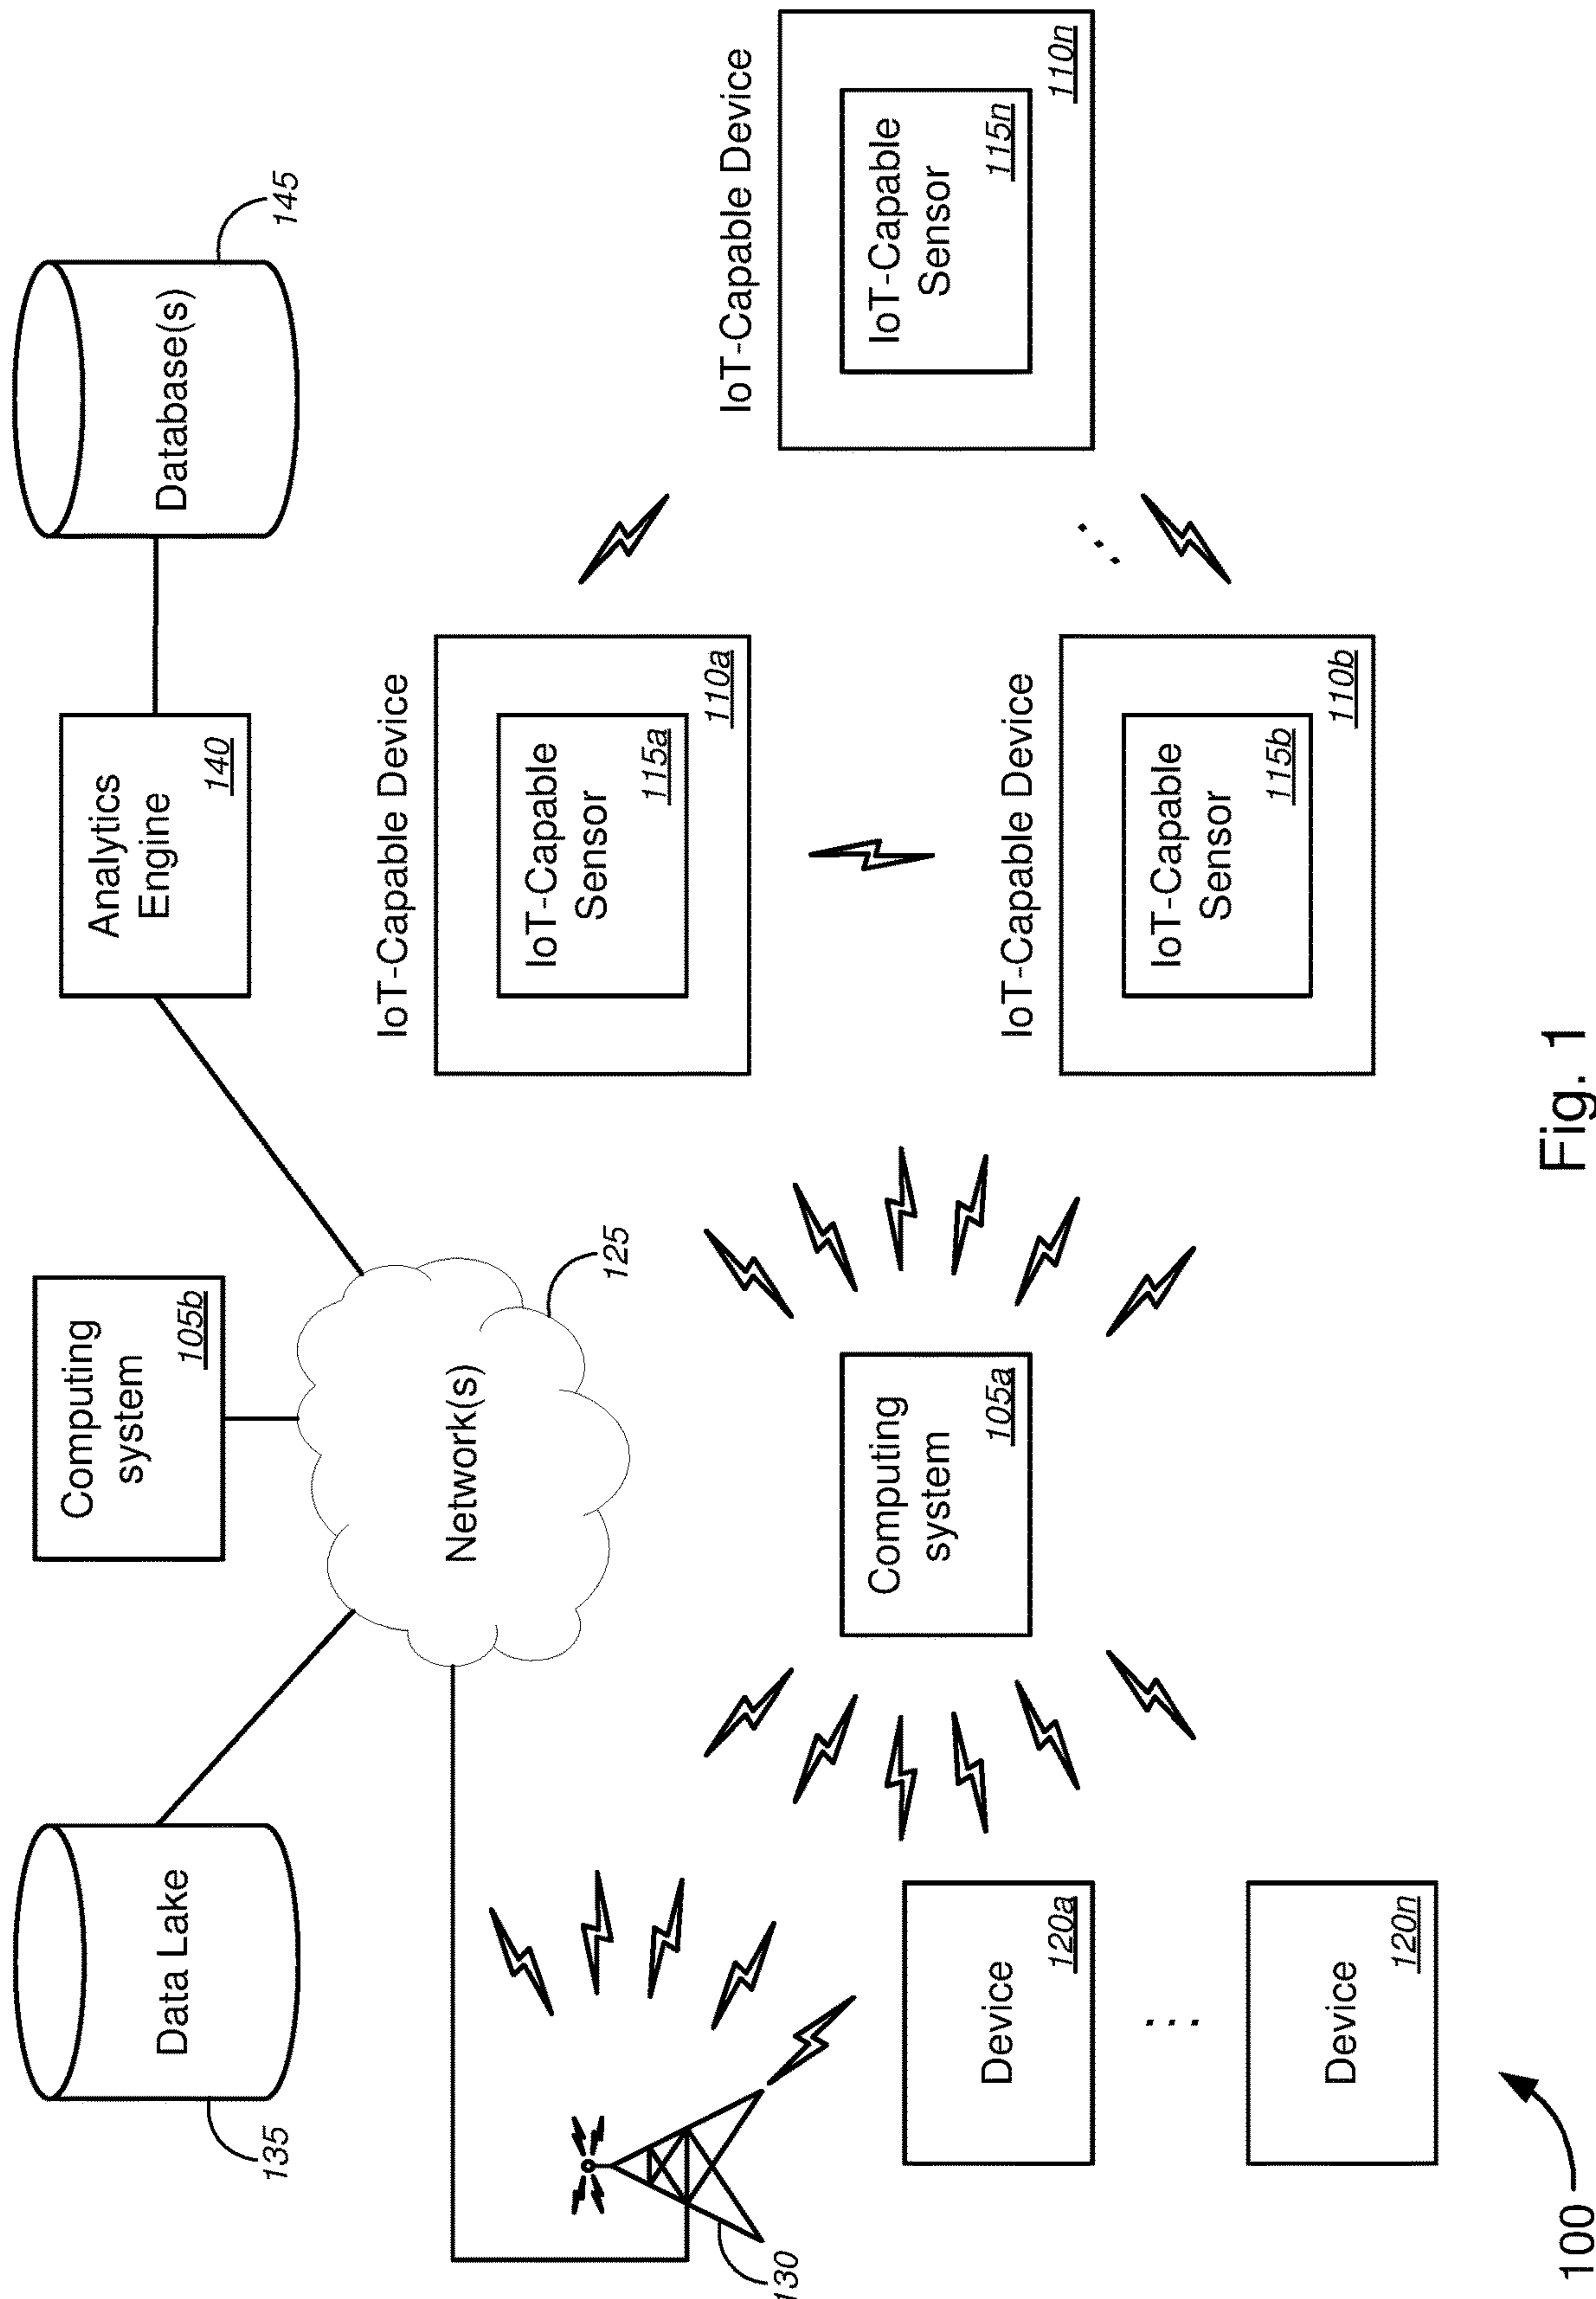 Data Lake
135
Computing
system
105b
Analytics
Engine
140
Database(s)
145
Network(s)
125
130
IoT-Capable Device
IoT-Capable
Sensor
115a
110a
IoT-Capable Device
IoT-Capable
Sensor
115n
110n
Computing
system
105a
Device
120a
...
Device
120n
IoT-Capable Device
IoT-Capable
Sensor
115b
110b
...
100
Fig. 1